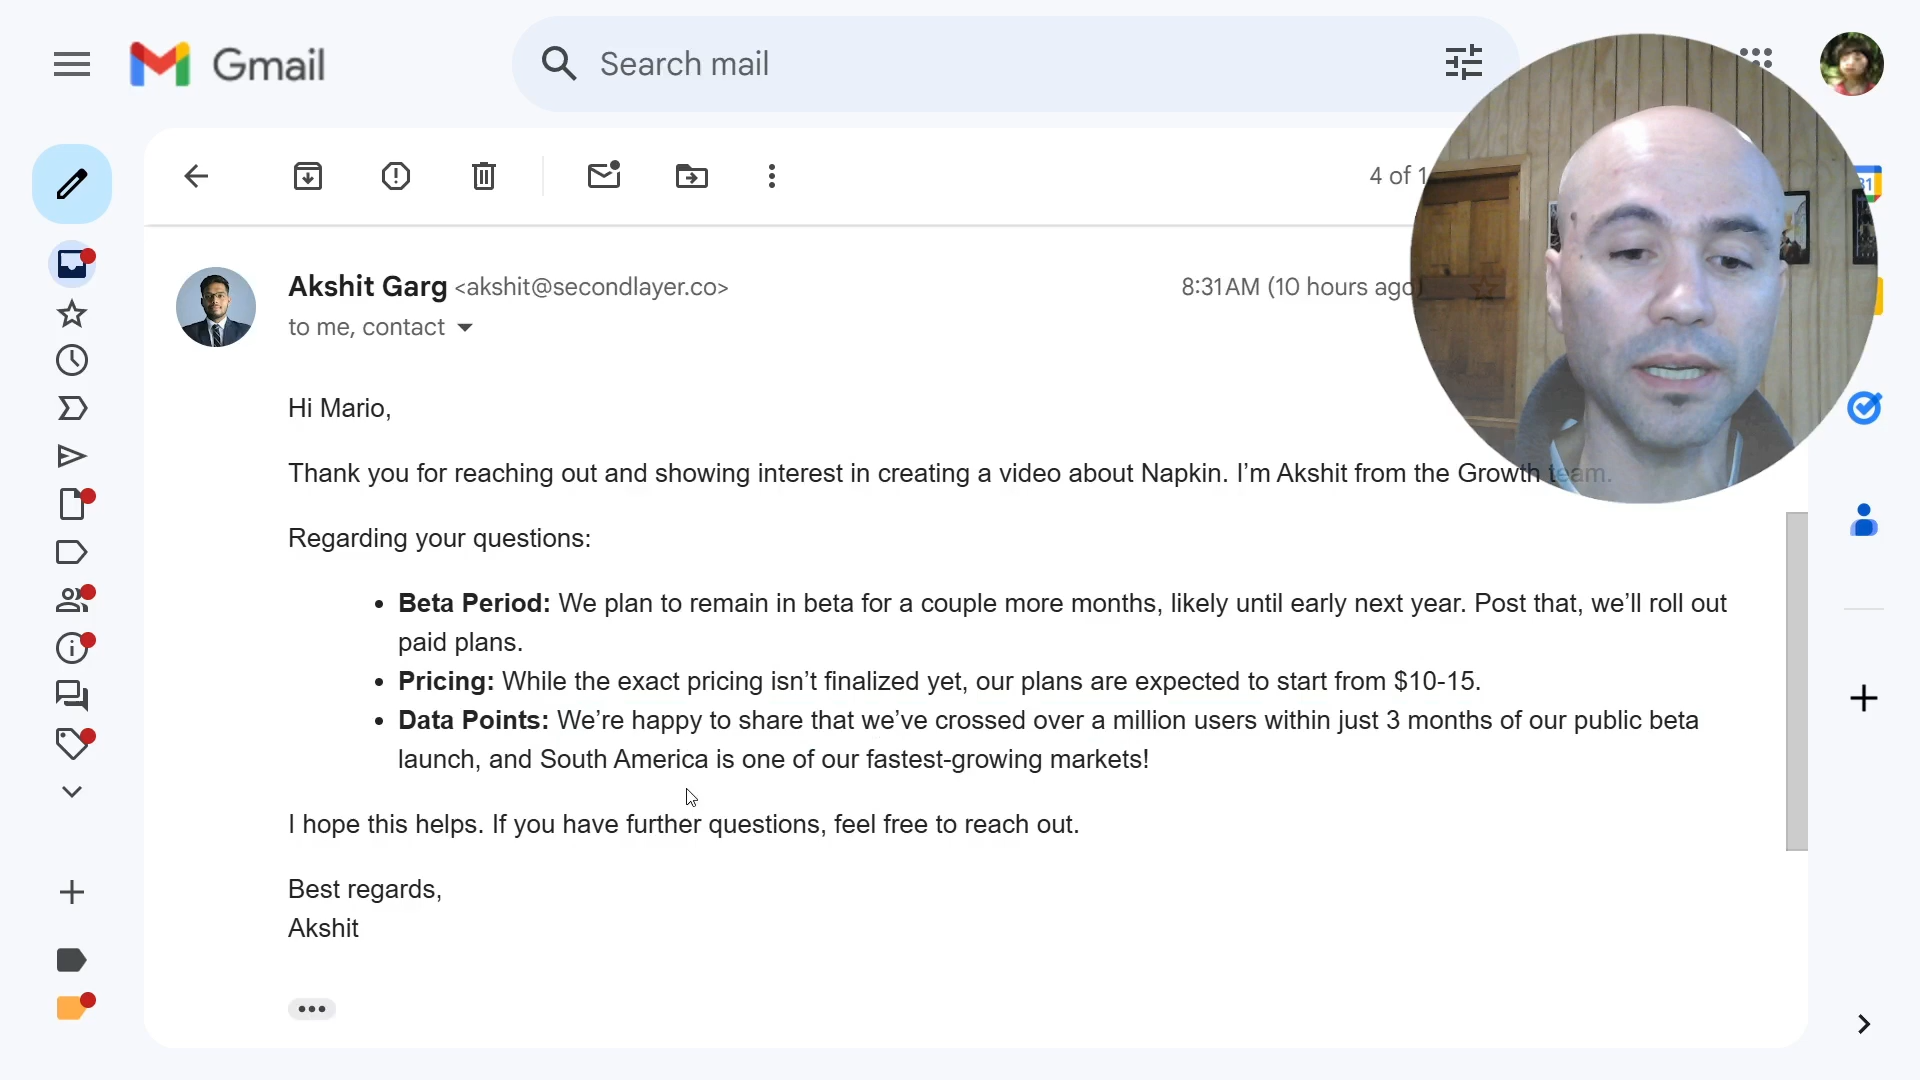 Gmail
Search mail
4 of 1
31
Akshit Garg <akshit@secondlayer.co>
8:31 AM (10 hours ago)
to me, contact
Hi Mario,
Thank you for reaching out and showing interest in creating a video about Napkin. I’m Akshit from the Growth team.
Regarding your questions:
• Beta Period: We plan to remain in beta for a couple more months, likely until early next year. Post that, we’ll roll out
paid plans.
• Pricing: While the exact pricing isn’t finalized yet, our plans are expected to start from $10-15.
• Data Points: We’re happy to share that we’ve crossed over a million users within just 3 months of our public beta
launch, and South America is one of our fastest-growing markets!
I hope this helps. If you have further questions, feel free to reach out.
Best regards,
Akshit